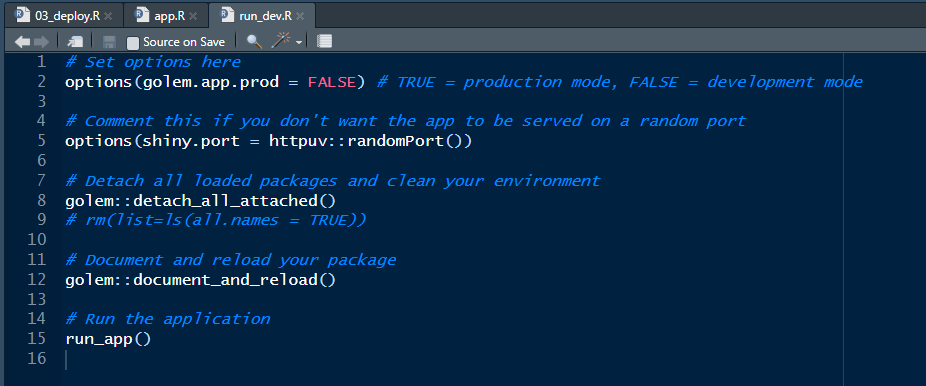 03_deploy.R
app.R
run_dev.R
Source on Save
1 # Set options here
2 options(golem.app.prod = FALSE) # TRUE = production mode, FALSE = development mode
3
4 # Comment this if you don't want the app to be served on a random port
5 options(shiny.port = httpuv::randomPort())
6
7 # Detach all loaded packages and clean your environment
8 golem::detach_all_attached()
9 # rm(list=ls(all.names = TRUE))
10
11 # Document and reload your package
12 golem::document_and_reload()
13
14 # Run the application
15 run_app()
16